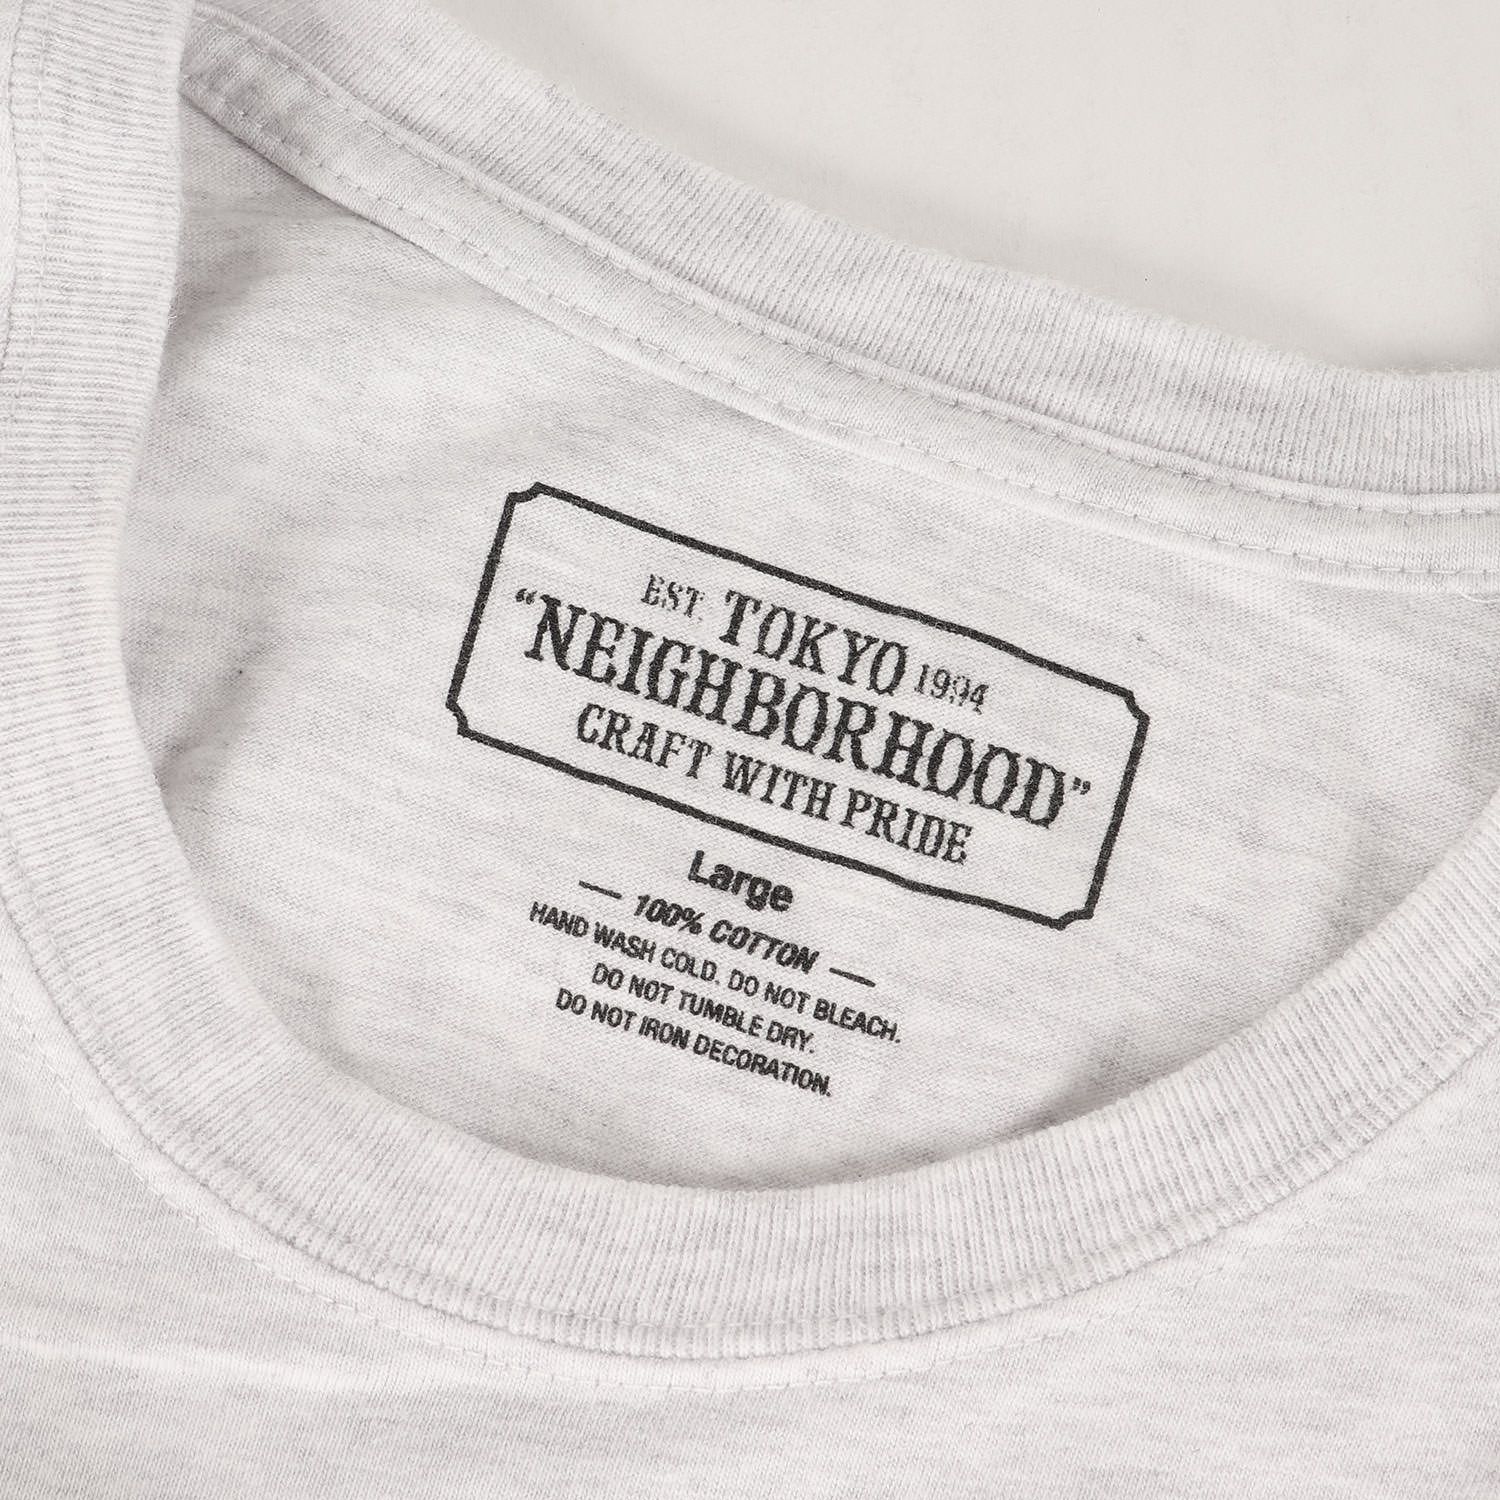 EST. TOKYO 1994
“NEIGHBORHOOD”
CRAFT WITH PRIDE
Large
— 100% COTTON —
HAND WASH COLD. DO NOT BLEACH.
DO NOT TUMBLE DRY.
DO NOT IRON DECORATION.